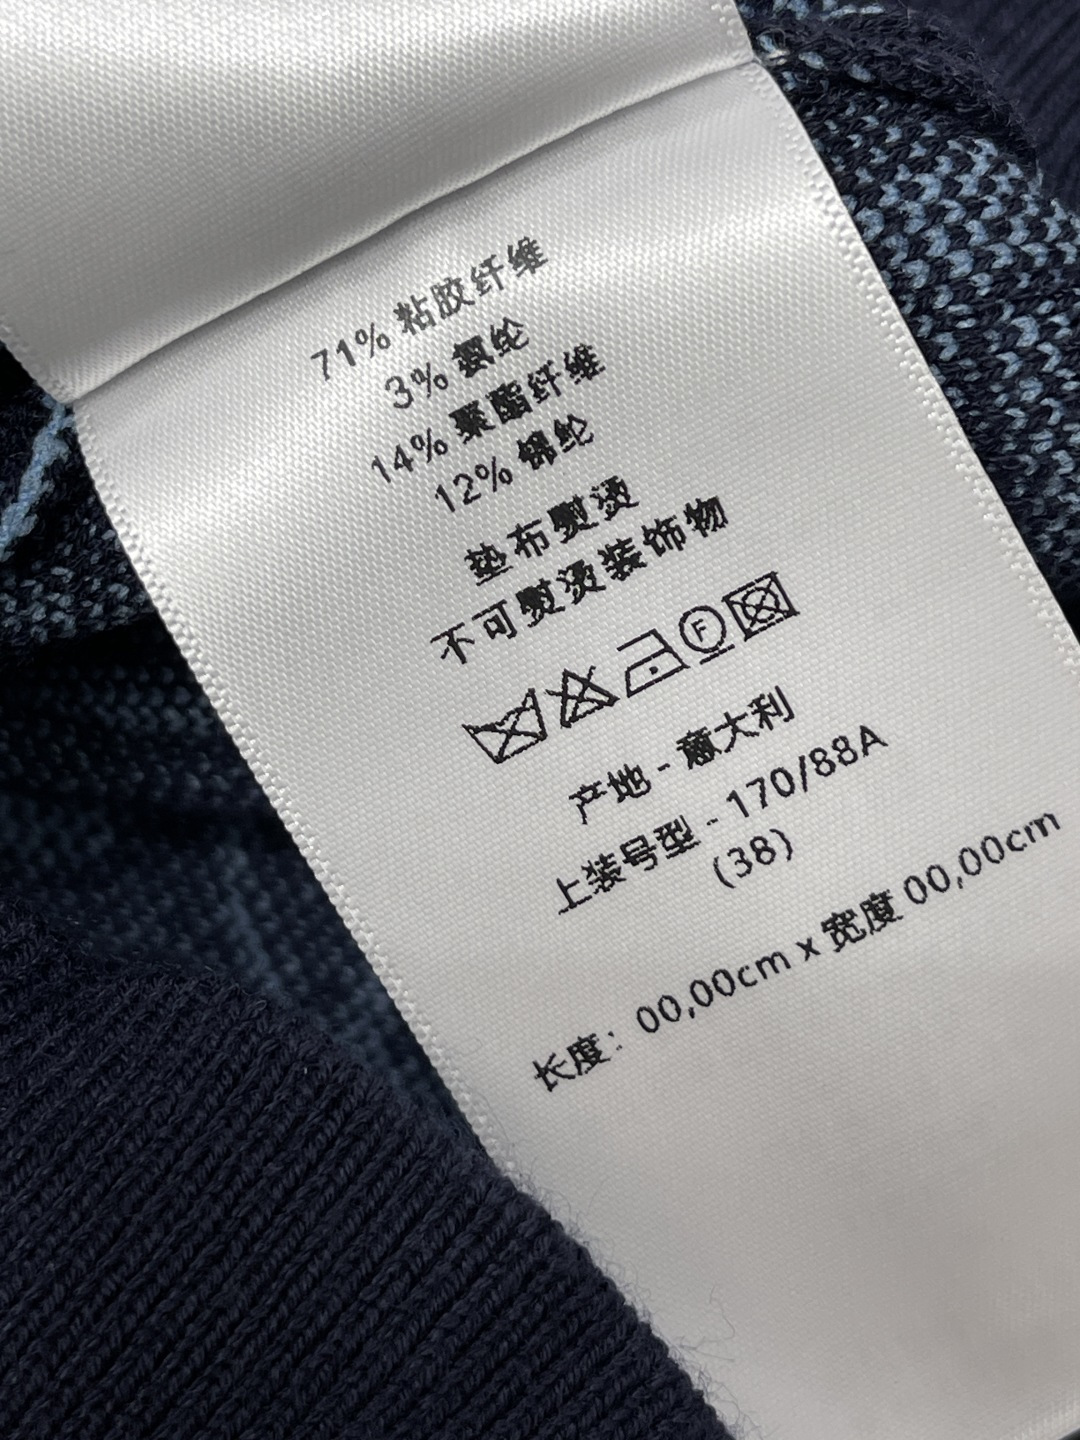 71% 粘胶纤维
3% 氨纶
14% 聚酯纤维
12% 锦纶
垫布熨烫
不可熨烫装饰物
F
产地 - 意大利
上装号型 - 170/88A
(38)
长度: 00,00cm x 宽度 00,00cm